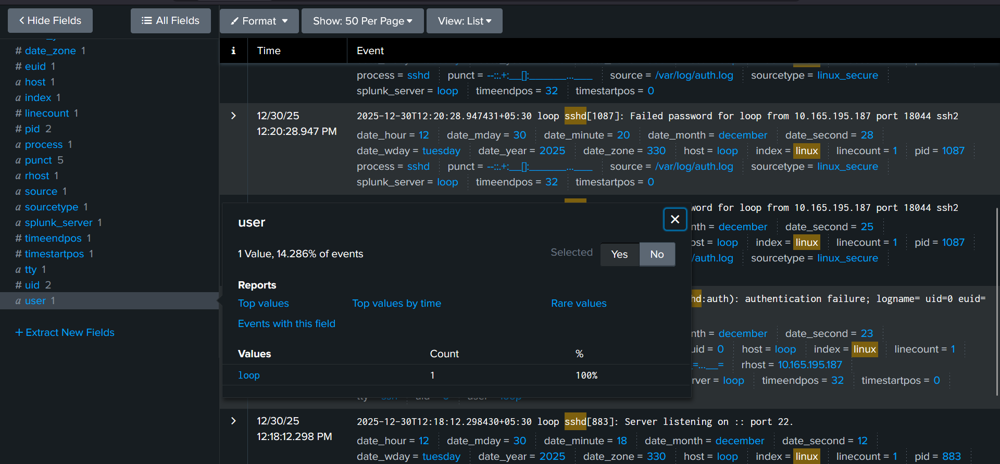 Hide Fields
All Fields
Format
Show: 50 Per Page
View: List
i Time Event
# date_zone 1
# euid 1
a host 1
a index 1
# linecount 1
# pid 2
a process 1
a punct 5
a rhost 1
a source 1
a sourcetype 1
a splunk_server 1
# timeendpos 1
# timestartpos 1
a tty 1
# uid 2
a user 1
+ Extract New Fields
process = sshd punct = --::.+:__[]:_______...____ source = /var/log/auth.log sourcetype = linux_secure
splunk_server = loop timeendpos = 32 timestartpos = 0
12/30/25
12:20:28.947 PM
2025-12-30T12:20:28.947431+05:30 loop sshd[1087]: Failed password for loop from 10.165.195.187 port 18044 ssh2
date_hour = 12 date_mday = 30 date_minute = 20 date_month = december date_second = 28
date_wday = tuesday date_year = 2025 date_zone = 330 host = loop index = linux linecount = 1 pid = 1087
process = sshd punct = --::.+:__[]:_______...____ source = /var/log/auth.log sourcetype = linux_secure
splunk_server = loop timeendpos = 32 timestartpos = 0
word for loop from 10.165.195.187 port 18044 ssh2
nth = december date_second = 25
ost = loop index = linux linecount = 1 pid = 1087
/auth.log sourcetype = linux_secure
user
1 Value, 14.286% of events
Selected Yes No
Reports
Top values Top values by time Rare values
Events with this field
Values Count %
loop 1 100%
hd:auth): authentication failure; logname= uid=0 euid=
nth = december date_second = 23
uid = 0 host = loop index = linux linecount = 1
_=...__= rhost = 10.165.195.187
rver = loop timeendpos = 32 timestartpos = 0
12/30/25
12:18:12.298 PM
2025-12-30T12:18:12.298430+05:30 loop sshd[883]: Server listening on :: port 22.
date_hour = 12 date_mday = 30 date_minute = 18 date_month = december date_second = 12
date_wday = tuesday date_year = 2025 date_zone = 330 host = loop index = linux linecount = 1 pid = 883